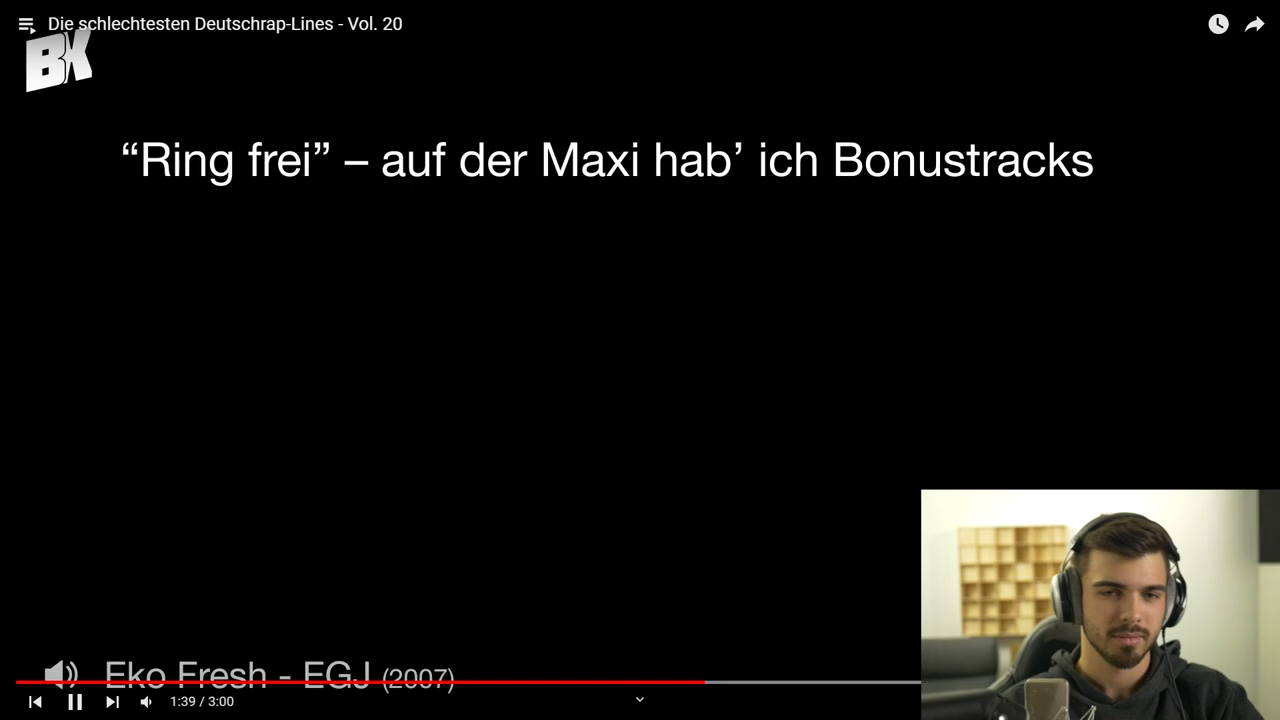 Die schlechtesten Deutschrap-Lines - Vol. 20
BK
“Ring frei” – auf der Maxi hab’ ich Bonustracks
Eko Fresh - EGJ (2007)
1:39 / 3:00